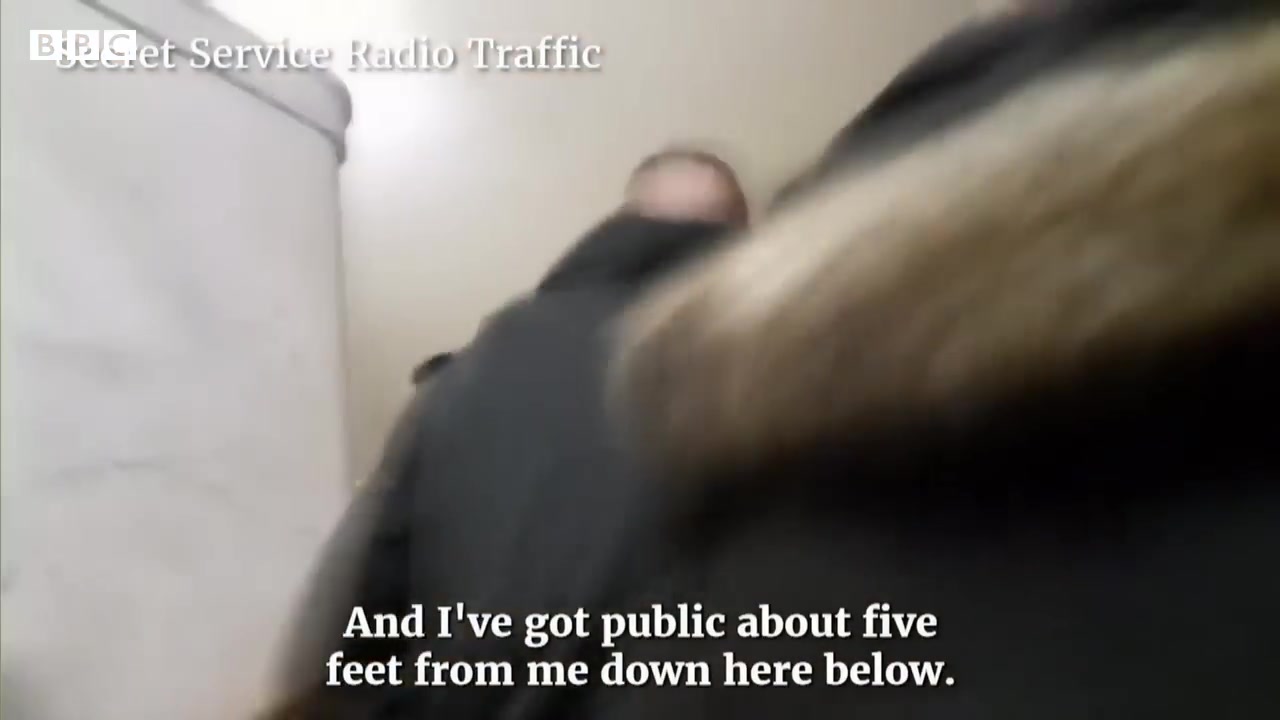 BBC
Secret Service Radio Traffic
And I've got public about five
feet from me down here below.